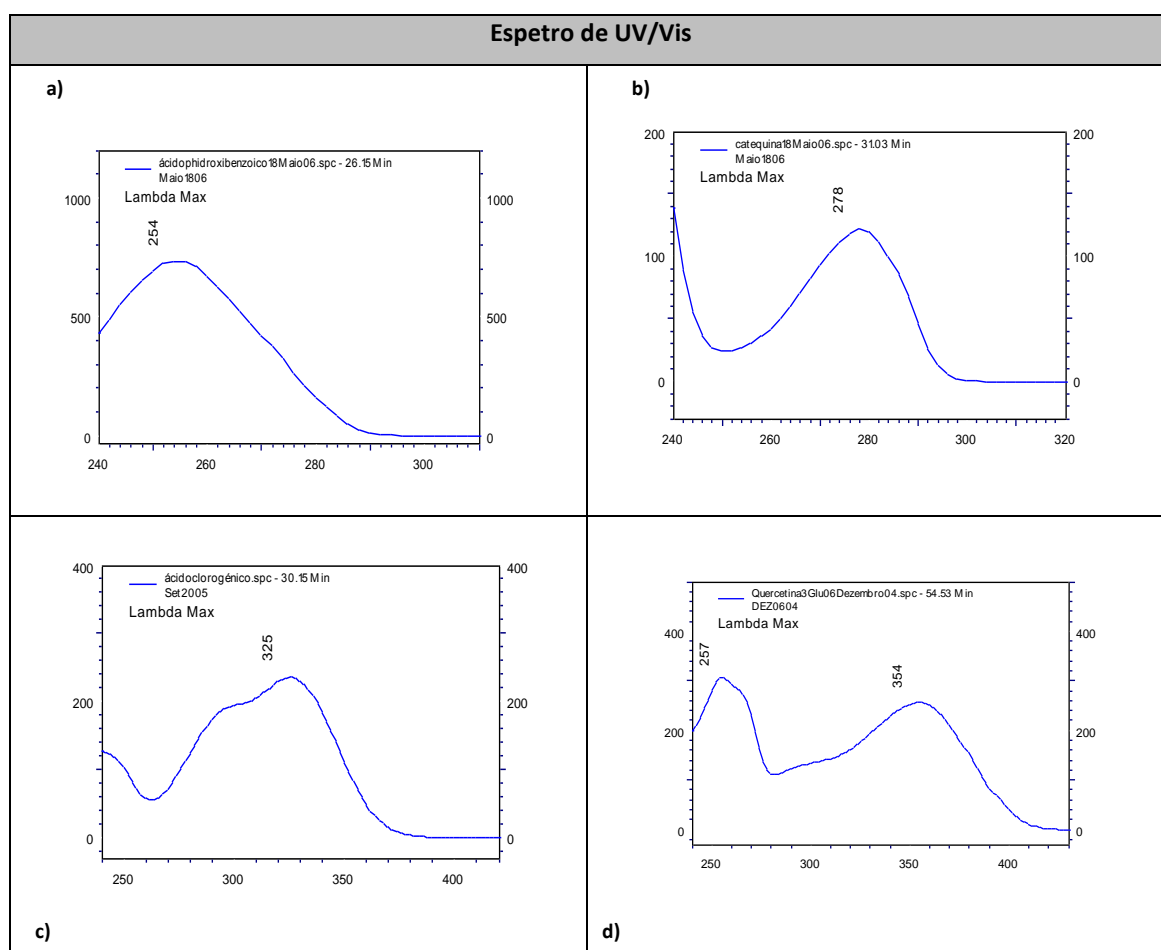 Espetro de UV/Vis
a)
ácidophidroxibenzoico18Maio06.spc - 26.15 Min
Maio1806
Lambda Max
254
1000 1000
500 500
0 0
240 260 280 300
b)
200 200
catequina18Maio06.spc - 31.03 Min
Maio1806
Lambda Max
278
100 100
0 0
240 260 280 300 320
400 400
ácidoclorogénico.spc - 30.15 Min
Set2005
Lambda Max
325
200 200
0 0
250 300 350 400
c)
Quercetina3Glu06Dezembro04.spc - 54.53 Min
DEZ0604
Lambda Max
400 400
257
354
200 200
0 0
250 300 350 400
d)